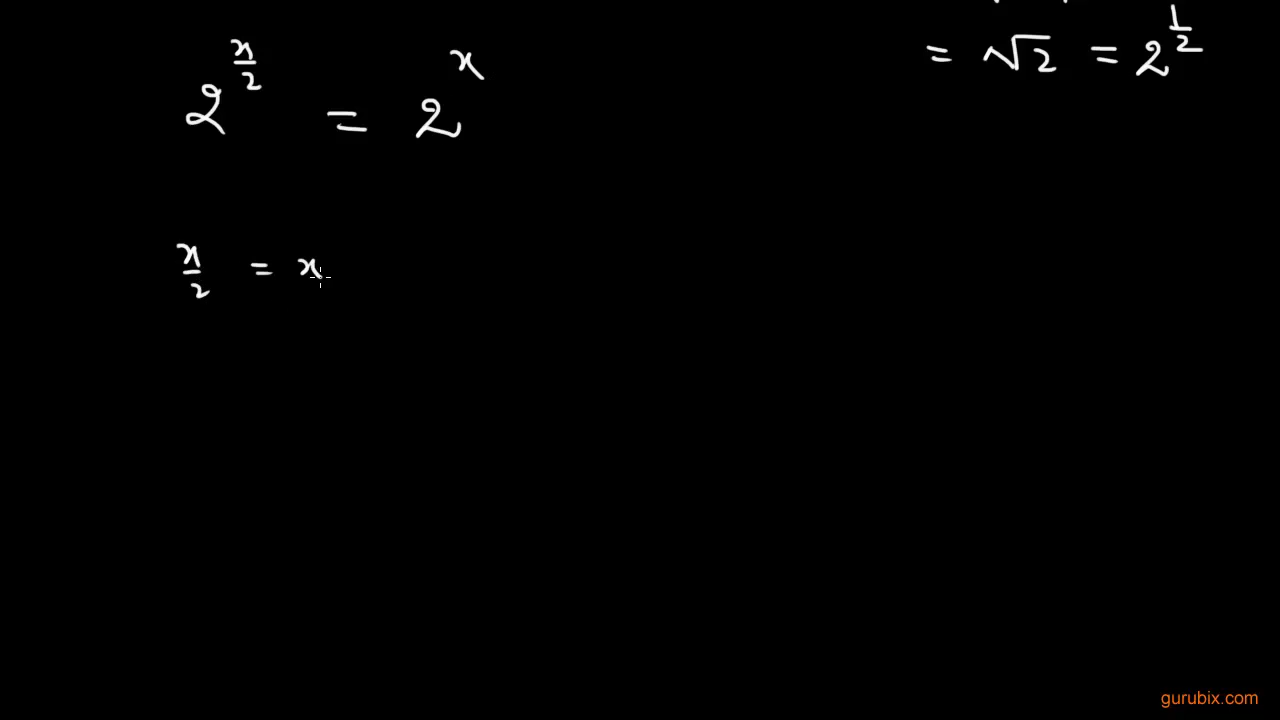 2^{x/2} = 2^x
= √2 = 2^{1/2}
x/2 = x
gurubix.com